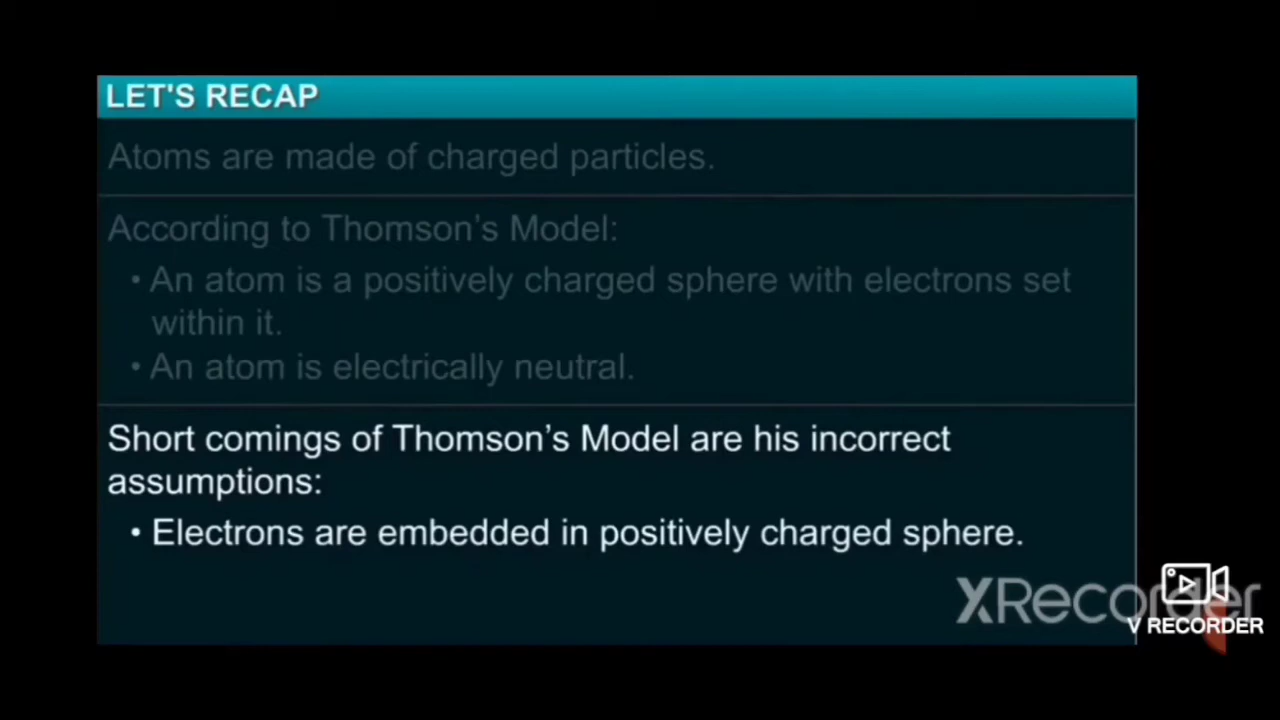 LET'S RECAP
Atoms are made of charged particles.
According to Thomson's Model:
• An atom is a positively charged sphere with electrons set
within it.
• An atom is electrically neutral.
Short comings of Thomson's Model are his incorrect
assumptions:
• Electrons are embedded in positively charged sphere.
XRecorder
V RECORDER